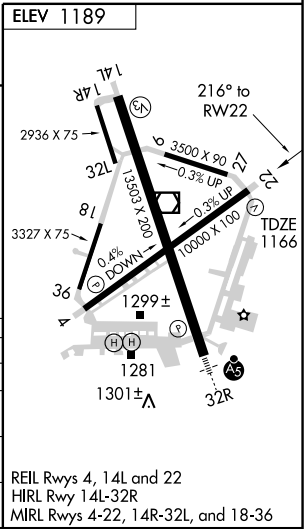 ELEV 1189
14L
14R
V3
216° to
RW22
2936 X 75
32L
9
3500 X 90
0.3% UP
27
22
13503 X 200
0.3% UP
10000 X 100
V
TDZE
1166
18
3327 X 75
0.4%
DOWN
P
36
4
1299±
P
H H
1281
1301±
A5
32R
REIL Rwys 4, 14L and 22
HIRL Rwy 14L-32R
MIRL Rwys 4-22, 14R-32L, and 18-36